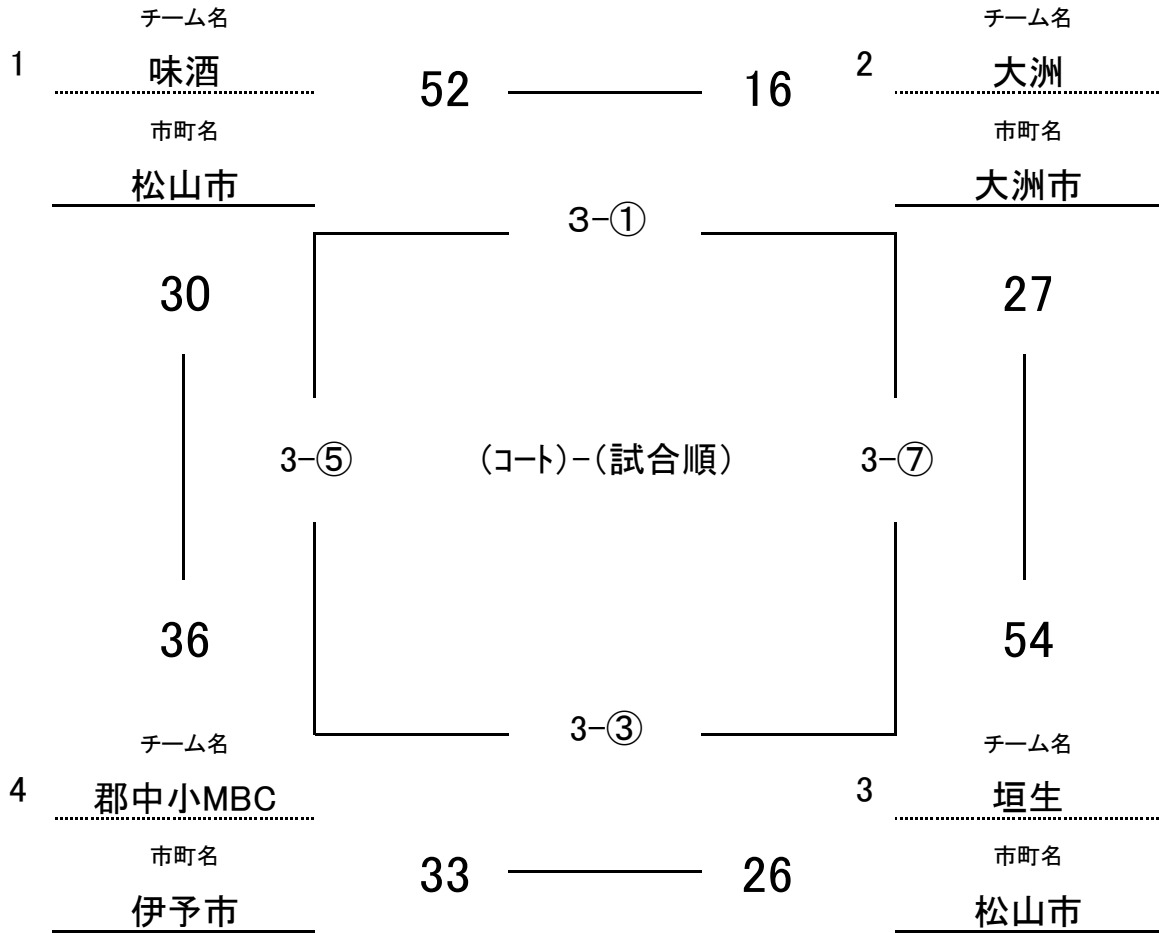 チーム名
チーム名
1
味酒
52
16
2
大洲
市町名
市町名
松山市
大洲市
3-①
30
27
3-⑤
(コート)-(試合順)
3-⑦
36
54
3-③
チーム名
チーム名
4
郡中小MBC
3
垣生
市町名
市町名
33
26
伊予市
松山市